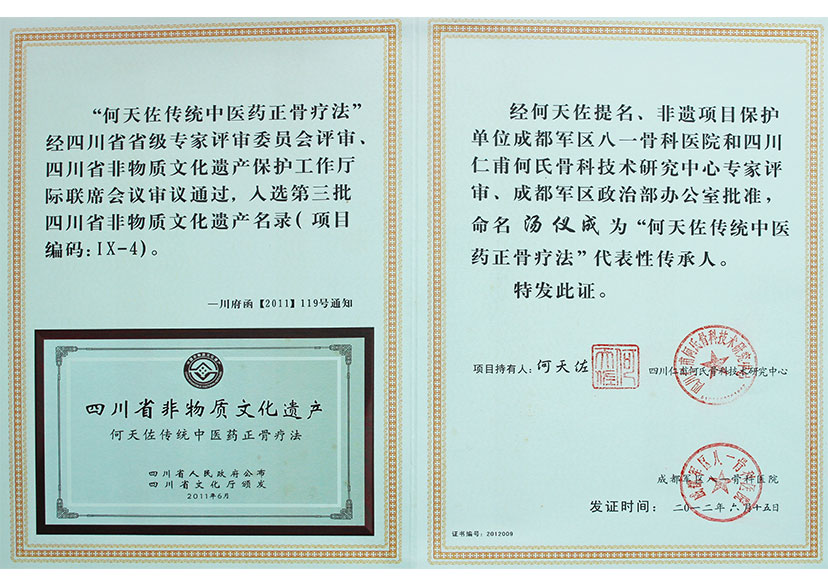 “何天佐传统中医药正骨疗法”
经四川省省级专家评审委员会评审、
四川省非物质文化遗产保护工作厅
际联席会议审议通过，入选第三批
四川省非物质文化遗产名录（项目
编码：IX-4）。
—川府函【2011】119号通知
四川省非物质文化遗产
何天佐传统中医药正骨疗法
四川省人民政府公布
四川省文化厅颁发
2011年6月
经何天佐提名、非遗项目保护
单位成都军区八一骨科医院和四川
仁甫何氏骨科技术研究中心专家评
审、成都军区政治部办公室批准，
命名 汤仪成 为“何天佐传统中医
药正骨疗法”代表性传承人。
特发此证。
项目持有人：何天佐
四川仁甫何氏骨科技术研究中心
成都军区八一骨科医院
发证时间：二〇一二年六月十五日
证书编号：2012009